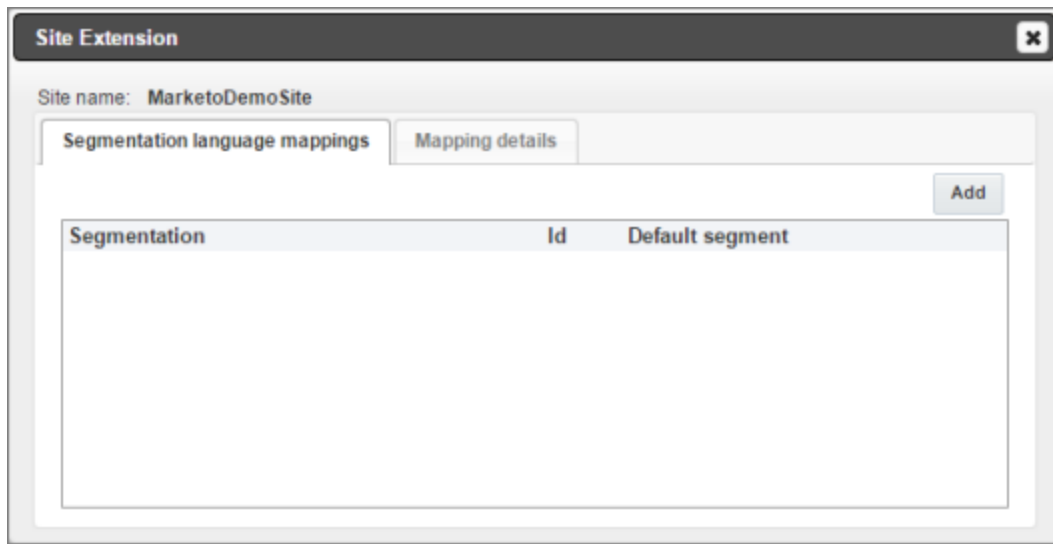 Site Extension
Site name: MarketoDemoSite
Segmentation language mappings Mapping details
Add
Segmentation Id Default segment